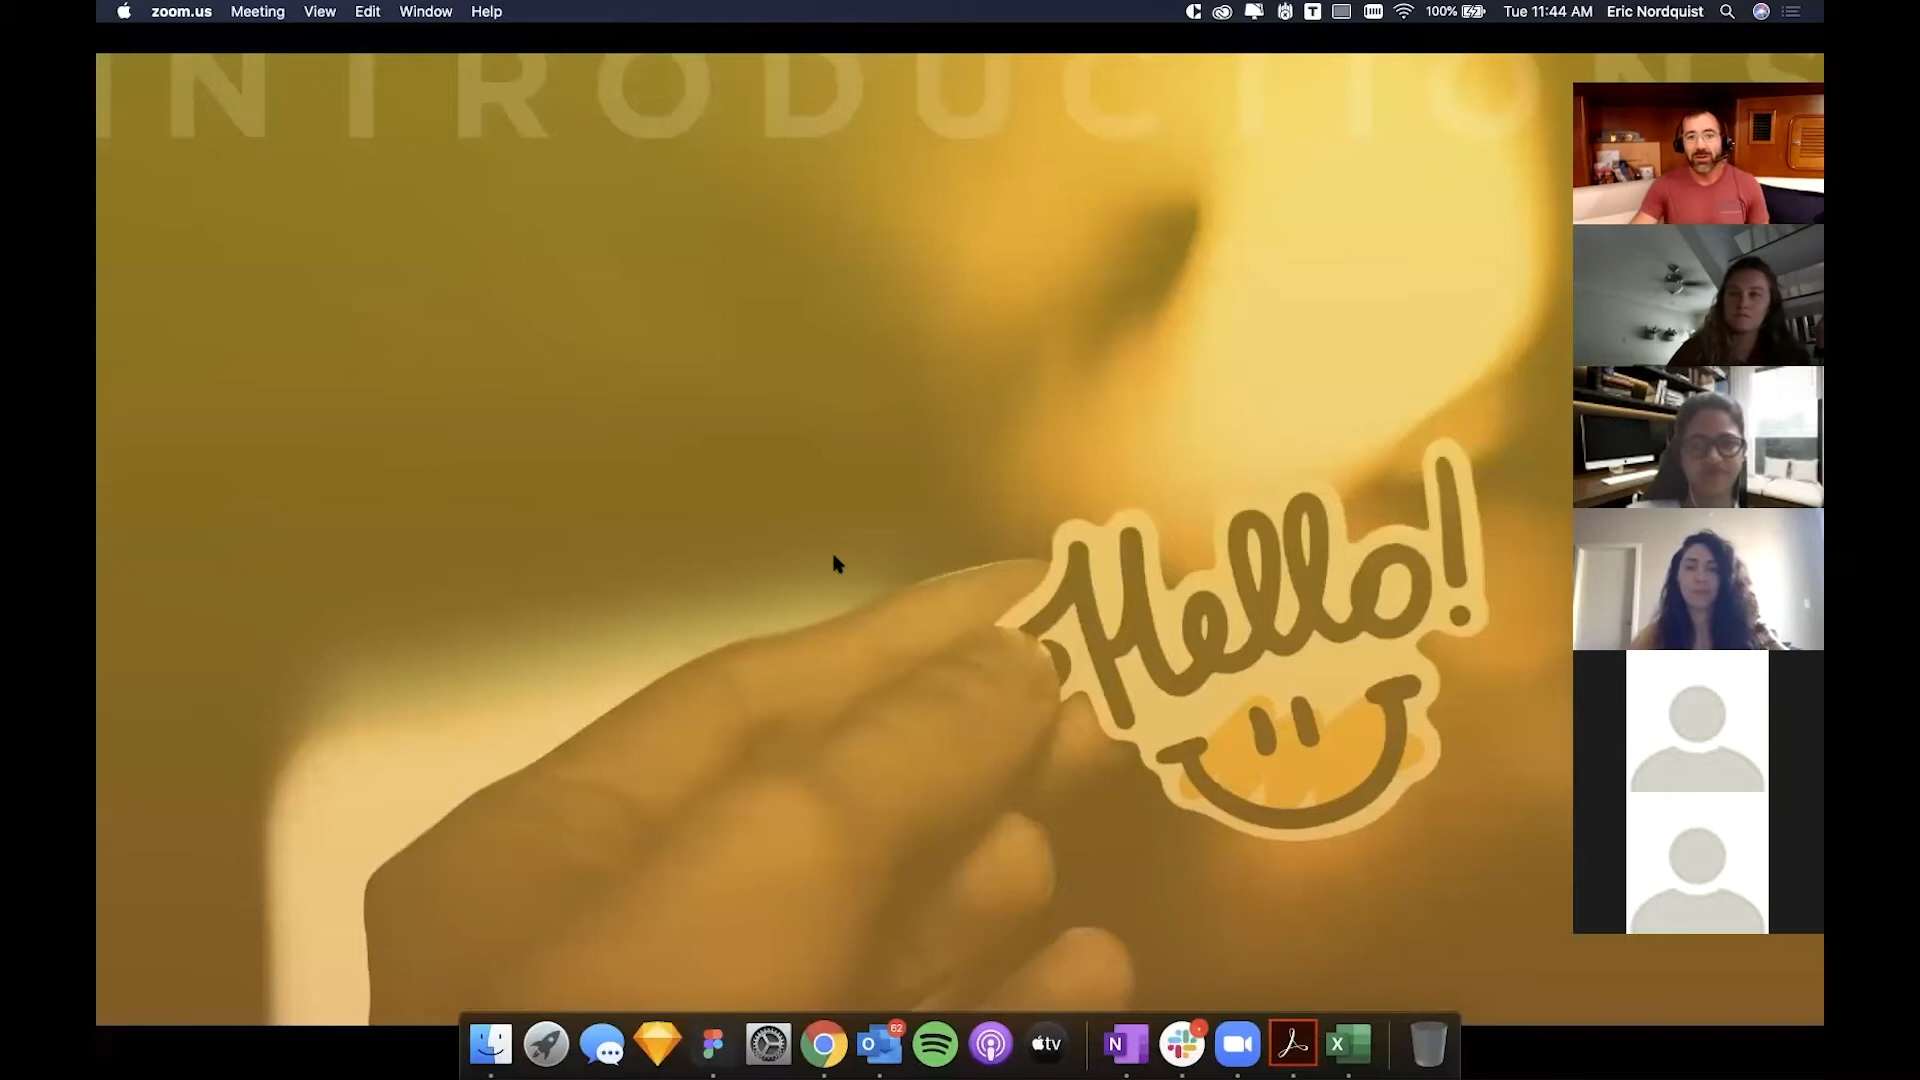 zoom.us Meeting View Edit Window Help 100% Tue 11:44 AM Eric Nordquist
INTRODUCTIONS
Hello!
62
tv